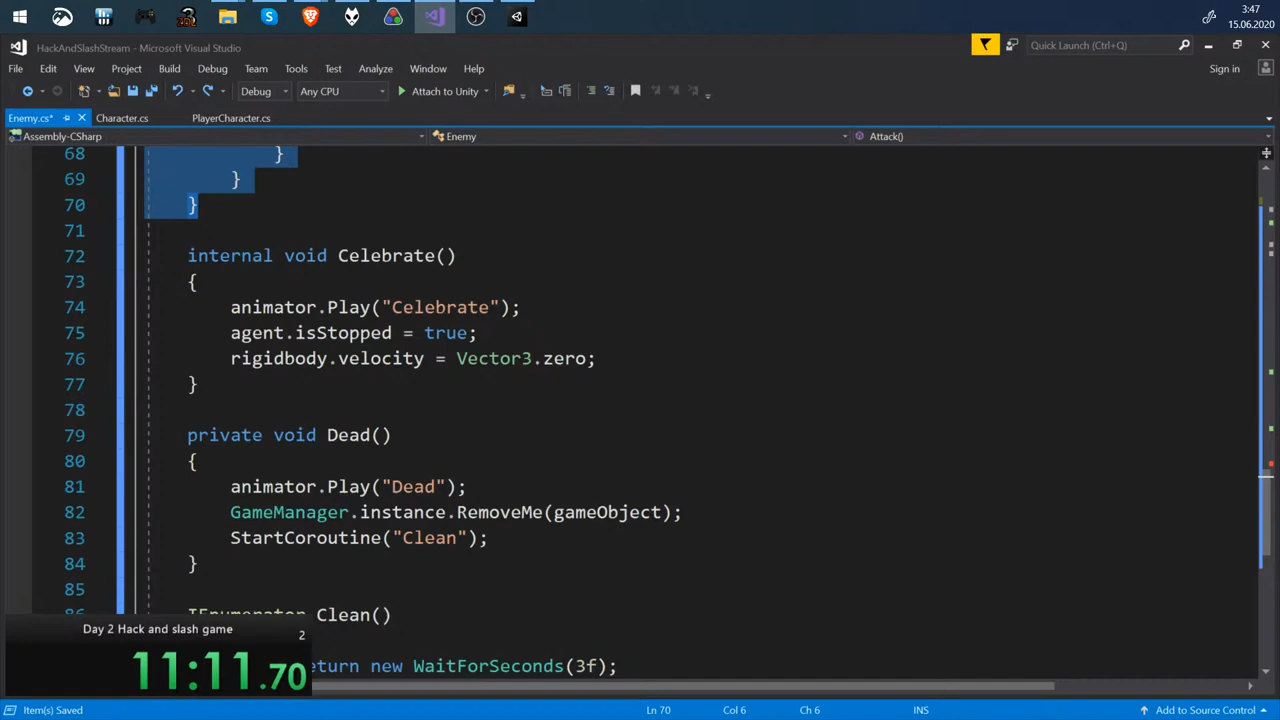 3:47
15.06.2020
HackAndSlashStream - Microsoft Visual Studio
Quick Launch (Ctrl+Q)
File Edit View Project Build Debug Team Tools Test Analyze Window Help
Sign in
Debug Any CPU Attach to Unity
Enemy.cs* Character.cs PlayerCharacter.cs
Assembly-CSharp Enemy Attack()
68 }
69 }
70 }
71
72 internal void Celebrate()
73 {
74 animator.Play("Celebrate");
75 agent.isStopped = true;
76 rigidbody.velocity = Vector3.zero;
77 }
78
79 private void Dead()
80 {
81 animator.Play("Dead");
82 GameManager.instance.RemoveMe(gameObject);
83 StartCoroutine("Clean");
84 }
85
86 IEnumerator Clean()
Day 2 Hack and slash game
2
11:11.70
return new WaitForSeconds(3f);
Item(s) Saved Ln 70 Col 6 Ch 6 INS Add to Source Control